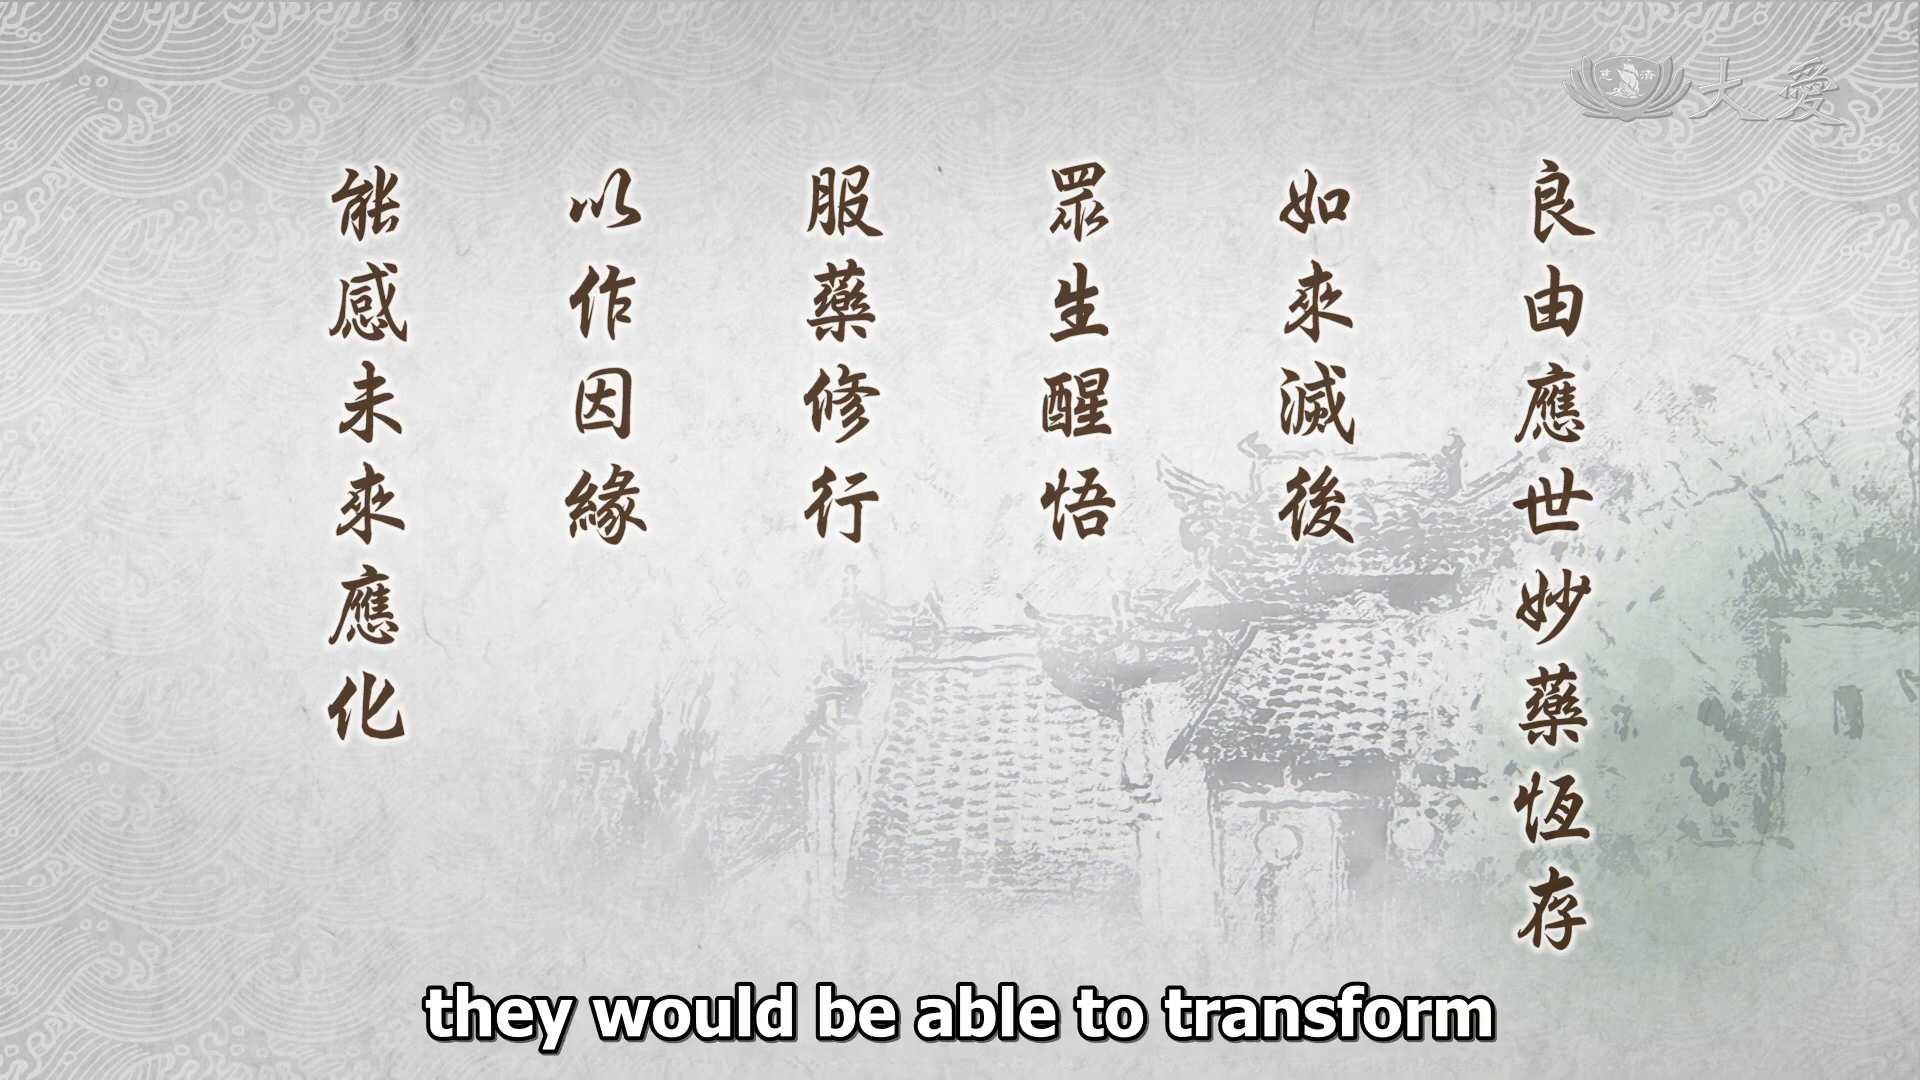 慈 濟
大愛
良由應世妙藥恆存
如來滅後
眾生醒悟
服藥修行
以作因緣
能感未來應化
they would be able to transform